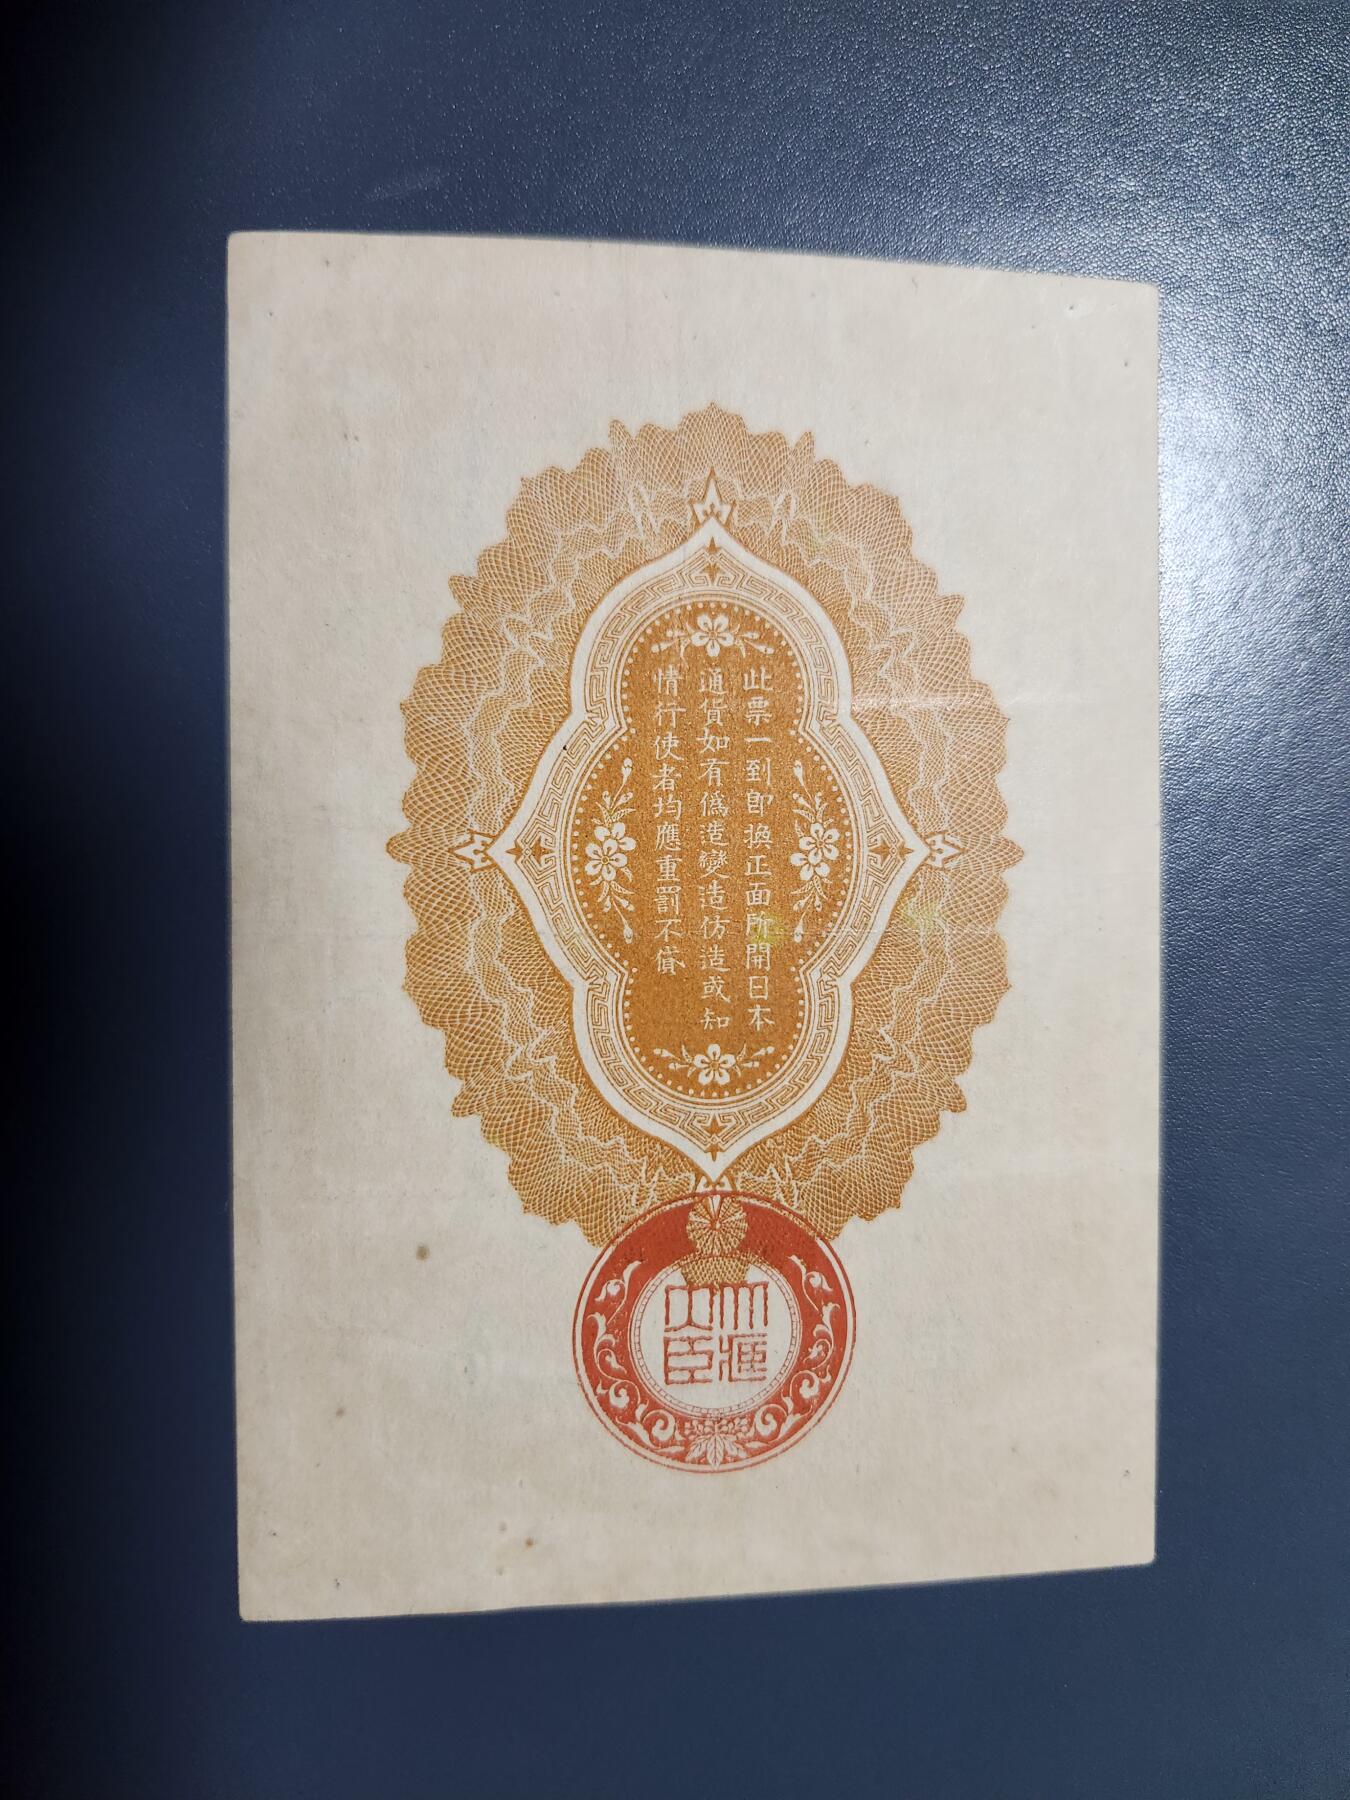 此票一到即換正面所開日本
通貨如有僞造變造仿造或知
情行使者均應重罰不貸
大藏
大臣